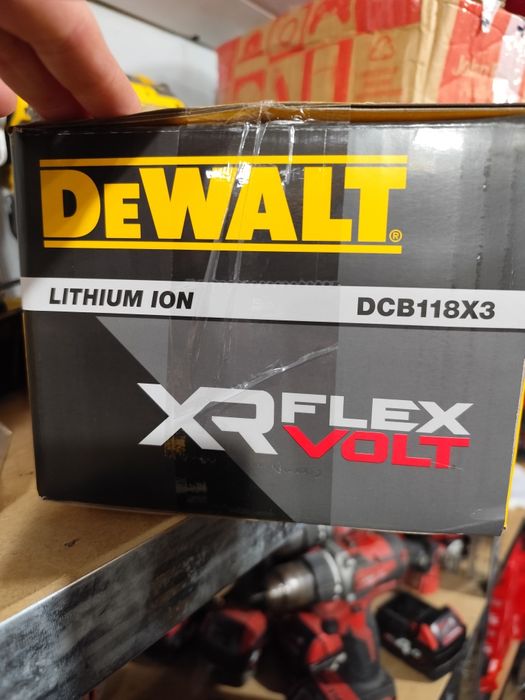 DEWALT®
LITHIUM ION DCB118X3
XR FLEX
VOLT